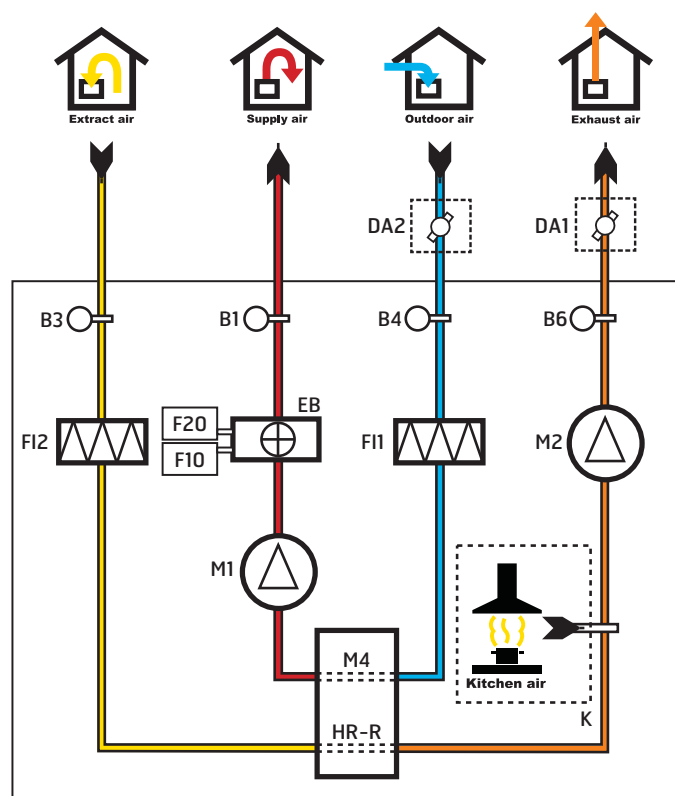 Extract air
Supply air
Outdoor air
Exhaust air
DA2
DA1
B3
B1
B4
B6
EB
F20
F10
FI2
FI1
M2
M1
M4
Kitchen air
K
HR-R